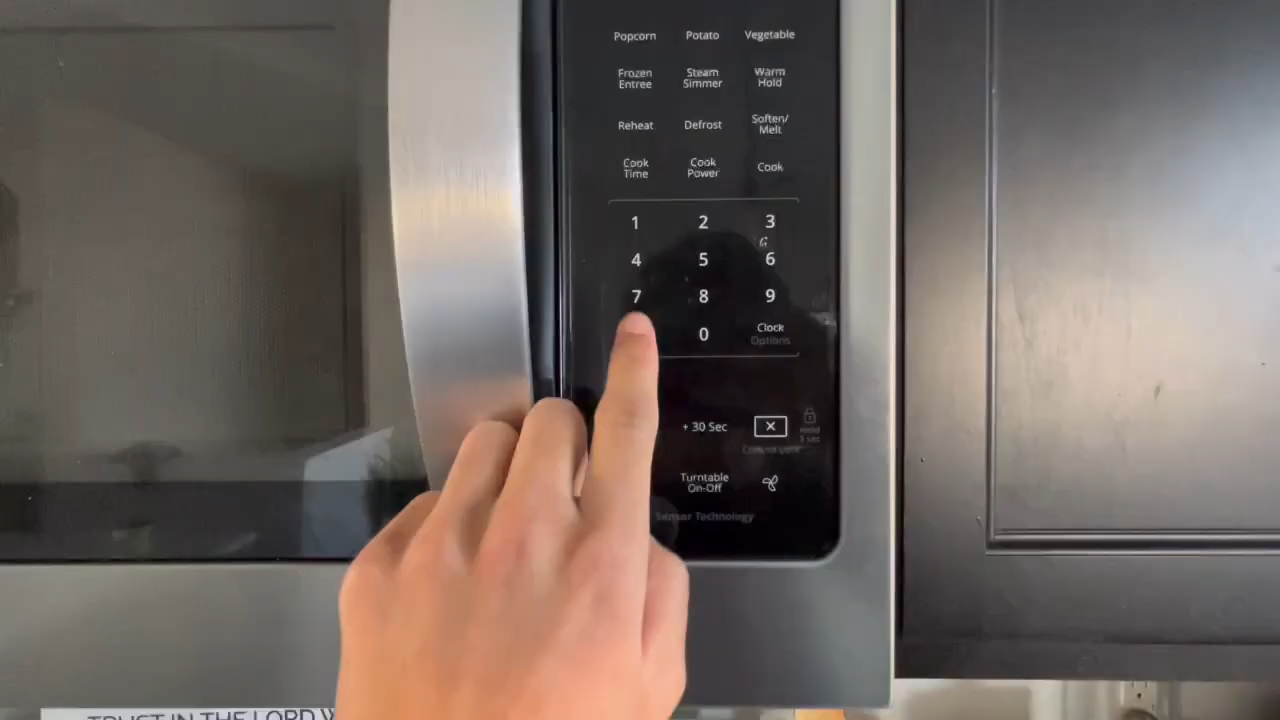 Popcorn Potato Vegetable
Frozen Entree Steam Simmer Warm Hold
Reheat Defrost Soften/ Melt
Cook Time Cook Power Cook
1 2 3
4 5 6
7 8 9
0 Clock Options
+ 30 Sec
Turntable On-Off
Sensor Technology
TRUST IN THE LORD